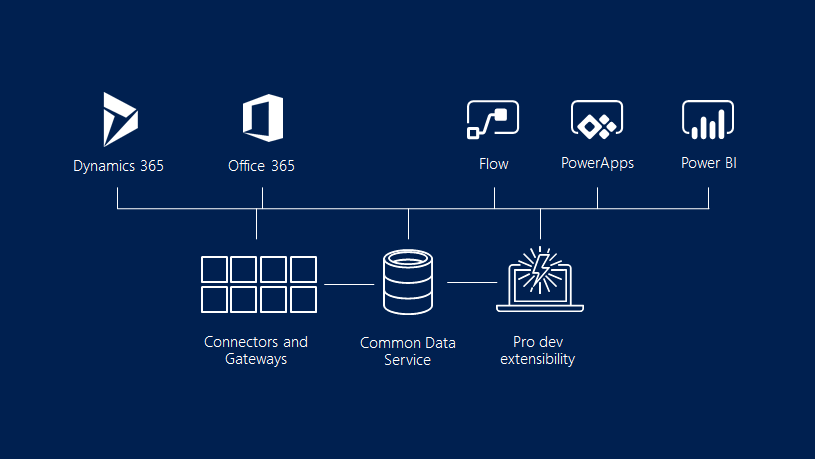 Dynamics 365
Office 365
Flow
PowerApps
Power BI
Connectors and
Gateways
Common Data
Service
Pro dev
extensibility